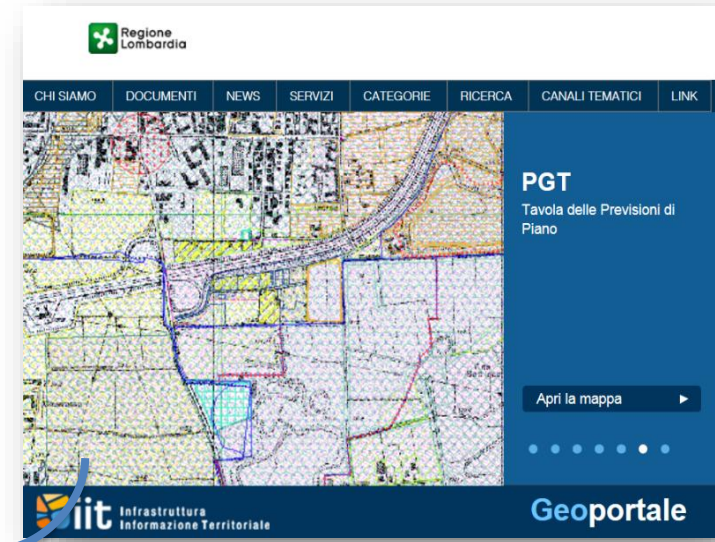 Regione
Lombardia
CHI SIAMO DOCUMENTI NEWS SERVIZI CATEGORIE RICERCA CANALI TEMATICI LINK
PGT
Tavola delle Previsioni di
Piano
Apri la mappa
iit Infrastruttura
Informazione Territoriale
Geoportale